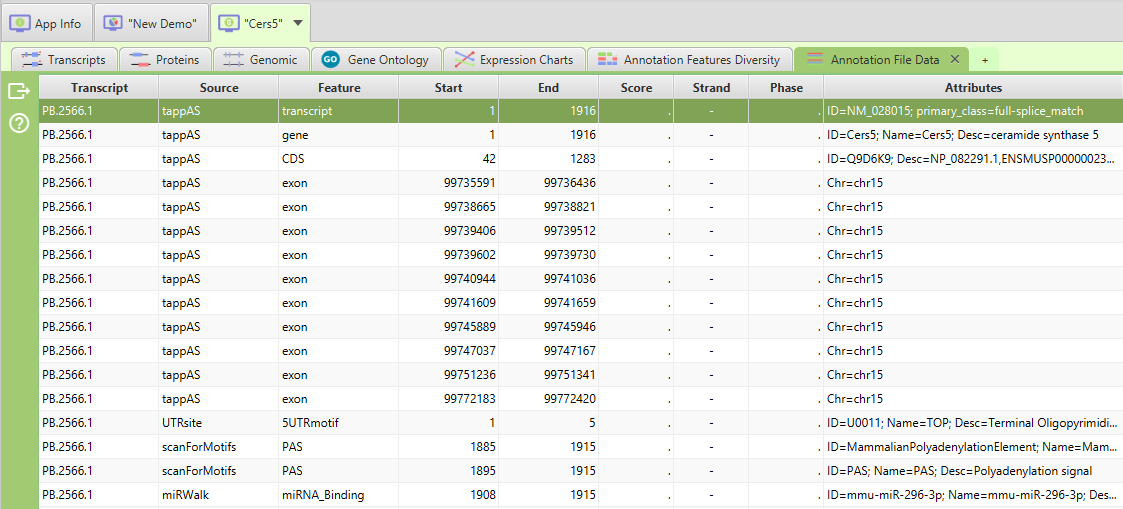 App Info "New Demo" "Cers5"
Transcripts Proteins Genomic GO Gene Ontology Expression Charts Annotation Features Diversity Annotation File Data +
Transcript Source Feature Start End Score Strand Phase Attributes
PB.2566.1 tappAS transcript 1 1916 . - . ID=NM_028015; primary_class=full-splice_match
PB.2566.1 tappAS gene 1 1916 . - . ID=Cers5; Name=Cers5; Desc=ceramide synthase 5
PB.2566.1 tappAS CDS 42 1283 . - . ID=Q9D6K9; Desc=NP_082291.1,ENSMUSP00000023...
PB.2566.1 tappAS exon 99735591 99736436 . - . Chr=chr15
PB.2566.1 tappAS exon 99738665 99738821 . - . Chr=chr15
PB.2566.1 tappAS exon 99739406 99739512 . - . Chr=chr15
PB.2566.1 tappAS exon 99739602 99739730 . - . Chr=chr15
PB.2566.1 tappAS exon 99740944 99741036 . - . Chr=chr15
PB.2566.1 tappAS exon 99741609 99741659 . - . Chr=chr15
PB.2566.1 tappAS exon 99745889 99745946 . - . Chr=chr15
PB.2566.1 tappAS exon 99747037 99747167 . - . Chr=chr15
PB.2566.1 tappAS exon 99751236 99751341 . - . Chr=chr15
PB.2566.1 tappAS exon 99772183 99772420 . - . Chr=chr15
PB.2566.1 UTRsite 5UTRmotif 1 5 . - . ID=U0011; Name=TOP; Desc=Terminal Oligopyrimidi...
PB.2566.1 scanForMotifs PAS 1885 1915 . - . ID=MammalianPolyadenylationElement; Name=Mam...
PB.2566.1 scanForMotifs PAS 1895 1915 . - . ID=PAS; Name=PAS; Desc=Polyadenylation signal
PB.2566.1 miRWalk miRNA_Binding 1908 1915 . - . ID=mmu-miR-296-3p; Name=mmu-miR-296-3p; Des...